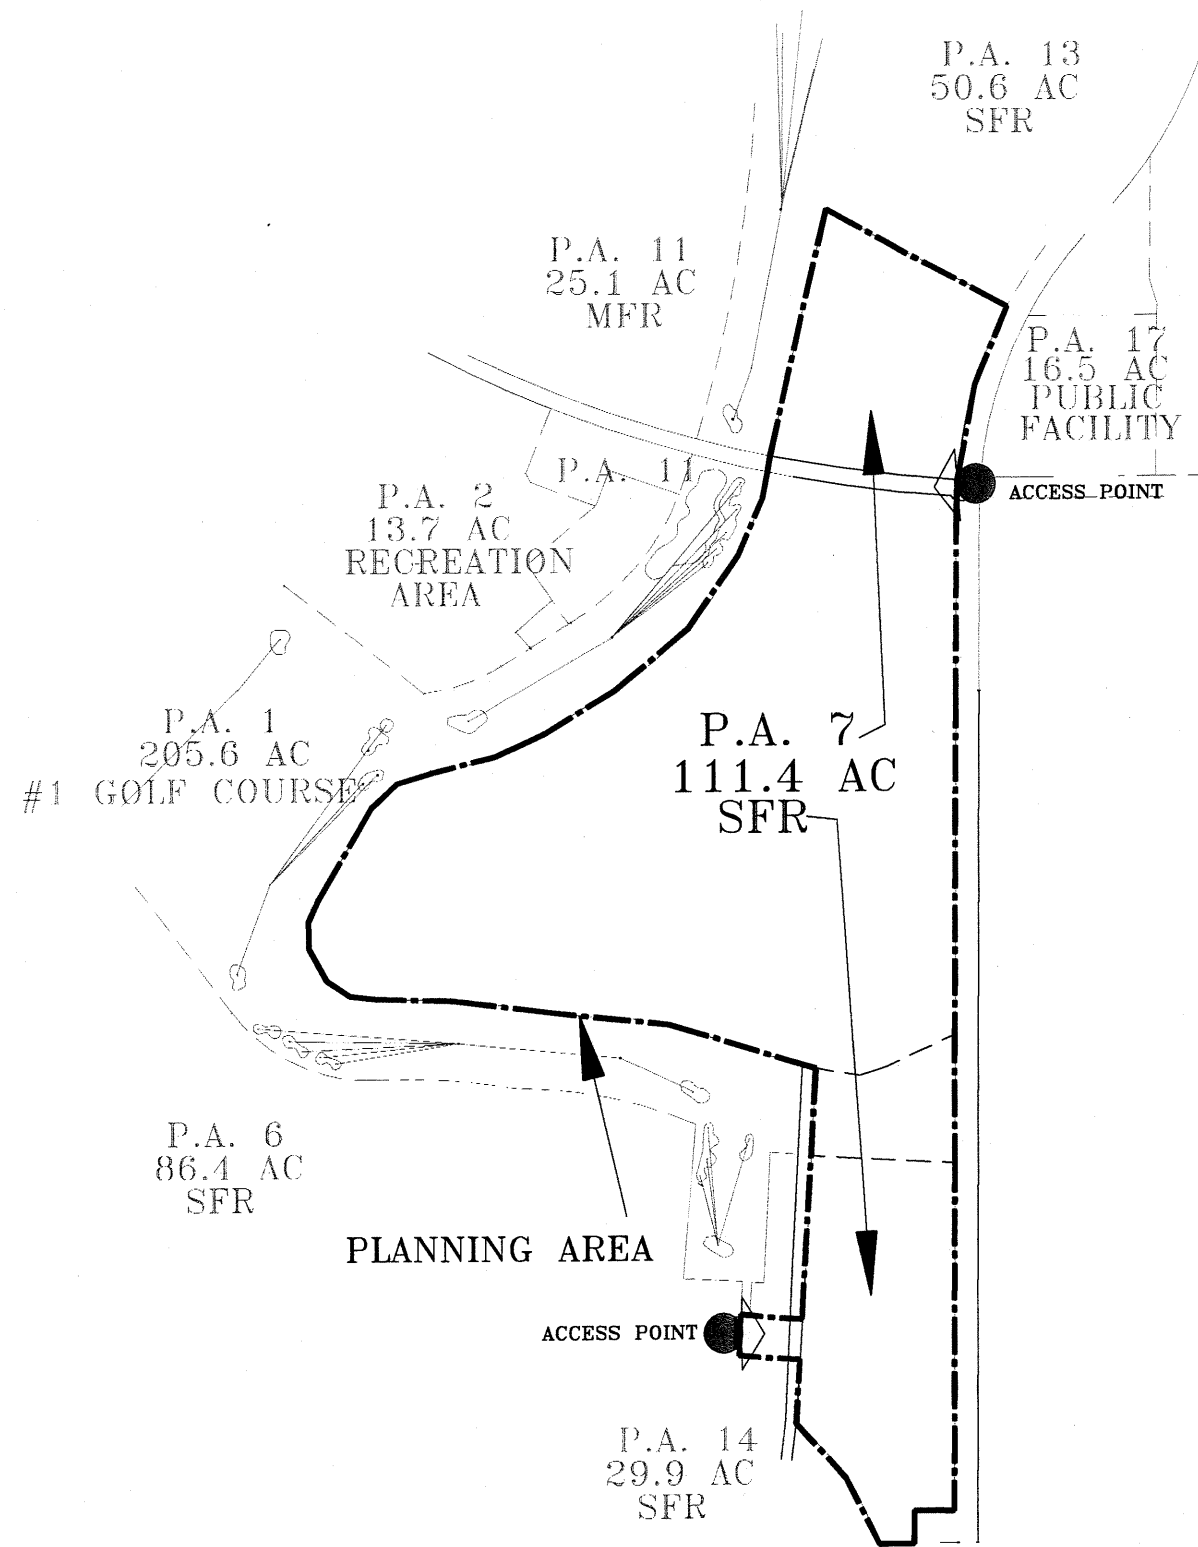 P.A. 13
50.6 AC
SFR
P.A. 11
25.1 AC
MFR
P.A. 17
16.5 AC
PUBLIC
FACILITY
P.A. 11
P.A. 2
13.7 AC
RECREATION
AREA
ACCESS POINT
P.A. 1
205.6 AC
#1 GOLF COURSE
P.A. 7
111.4 AC
SFR
P.A. 6
86.4 AC
SFR
PLANNING AREA
ACCESS POINT
P.A. 14
29.9 AC
SFR